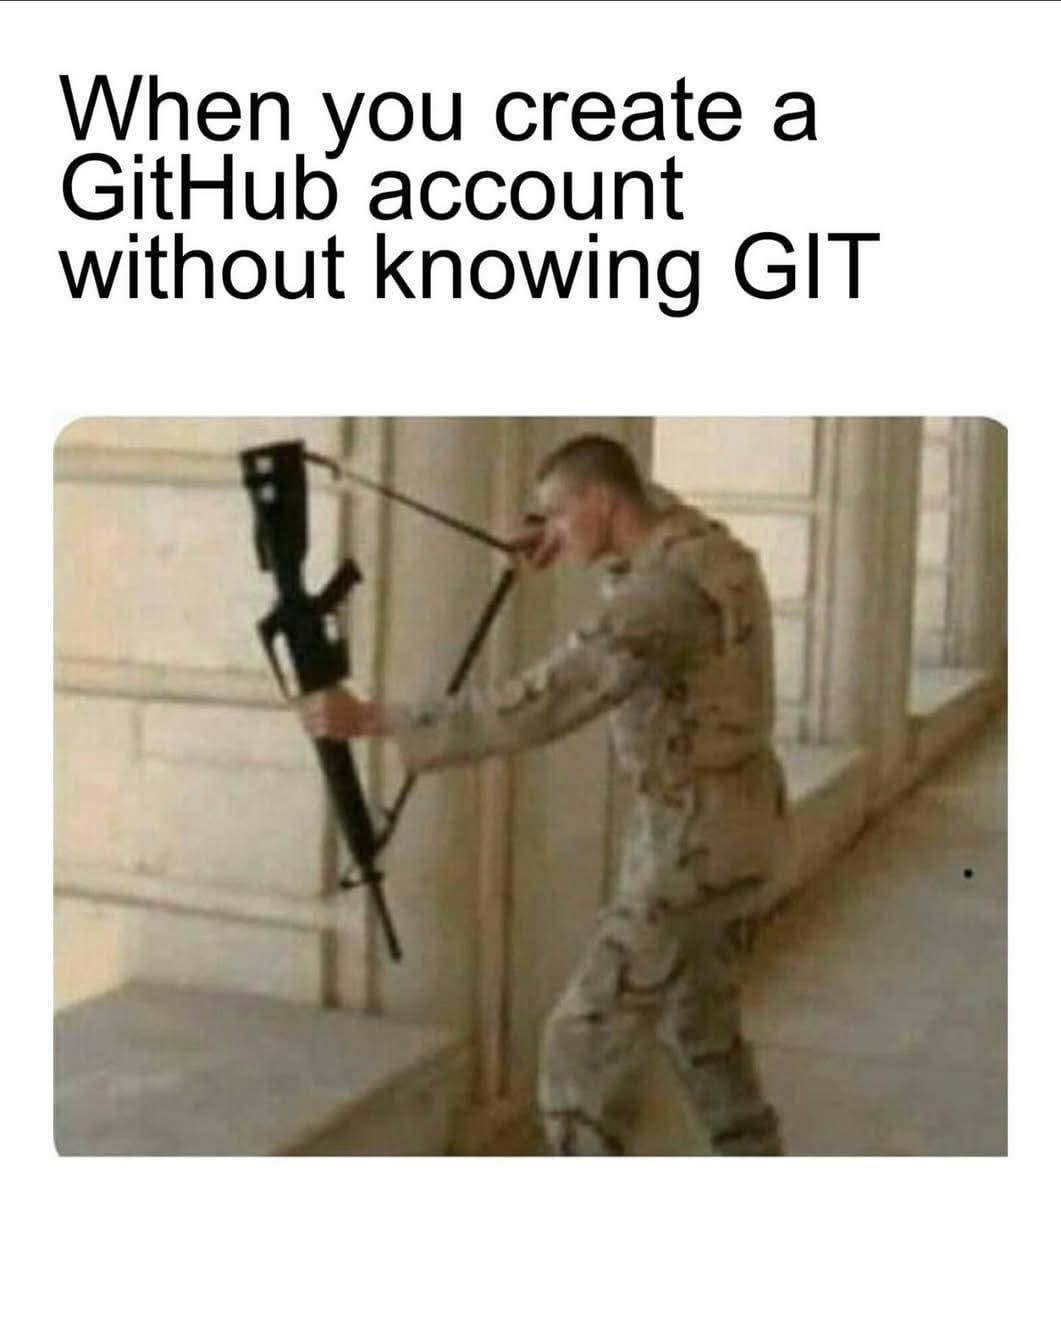 When you create a
GitHub account
without knowing GIT